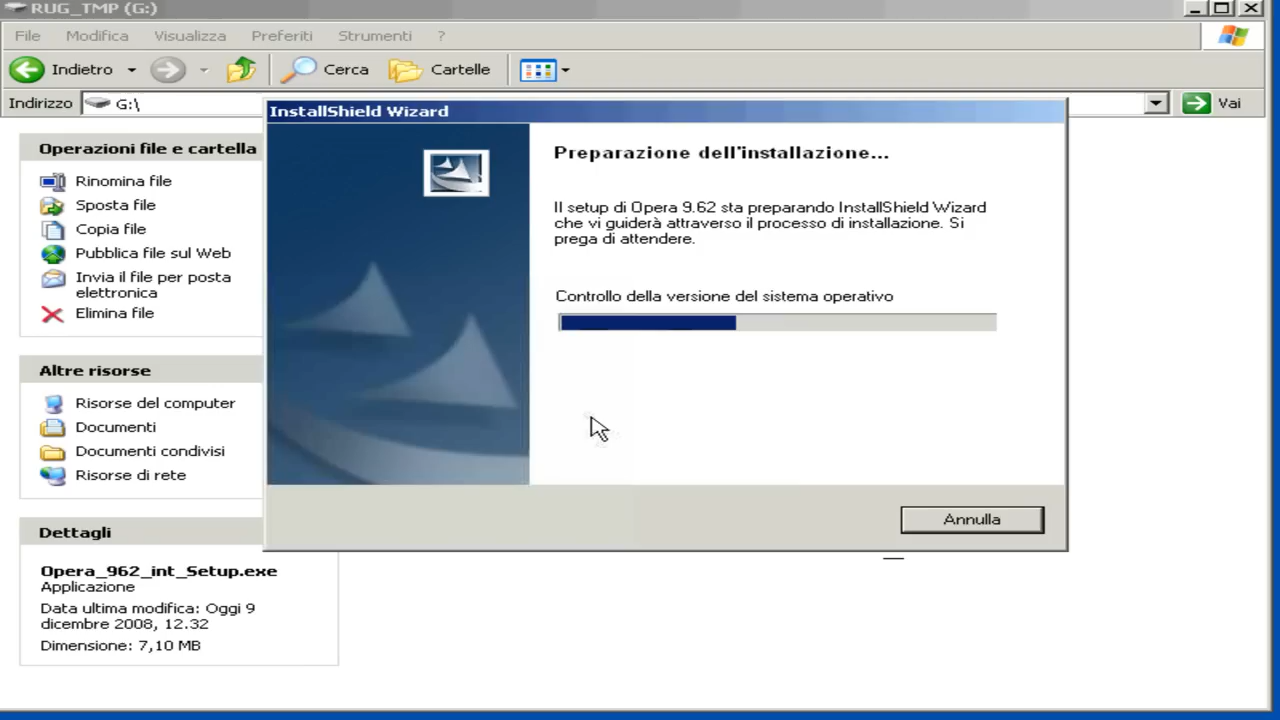 RUG_TMP (G:)
File Modifica Visualizza Preferiti Strumenti ?
Indietro Cerca Cartelle
Indirizzo G:\ Vai
InstallShield Wizard
Operazioni file e cartella
Rinomina file
Sposta file
Copia file
Pubblica file sul Web
Invia il file per posta
elettronica
Elimina file
Altre risorse
Risorse del computer
Documenti
Documenti condivisi
Risorse di rete
Dettagli
Opera_962_int_Setup.exe
Applicazione
Data ultima modifica: Oggi 9
dicembre 2008, 12.32
Dimensione: 7,10 MB
Preparazione dell'installazione...
Il setup di Opera 9.62 sta preparando InstallShield Wizard
che vi guiderà attraverso il processo di installazione. Si
prega di attendere.
Controllo della versione del sistema operativo
Annulla